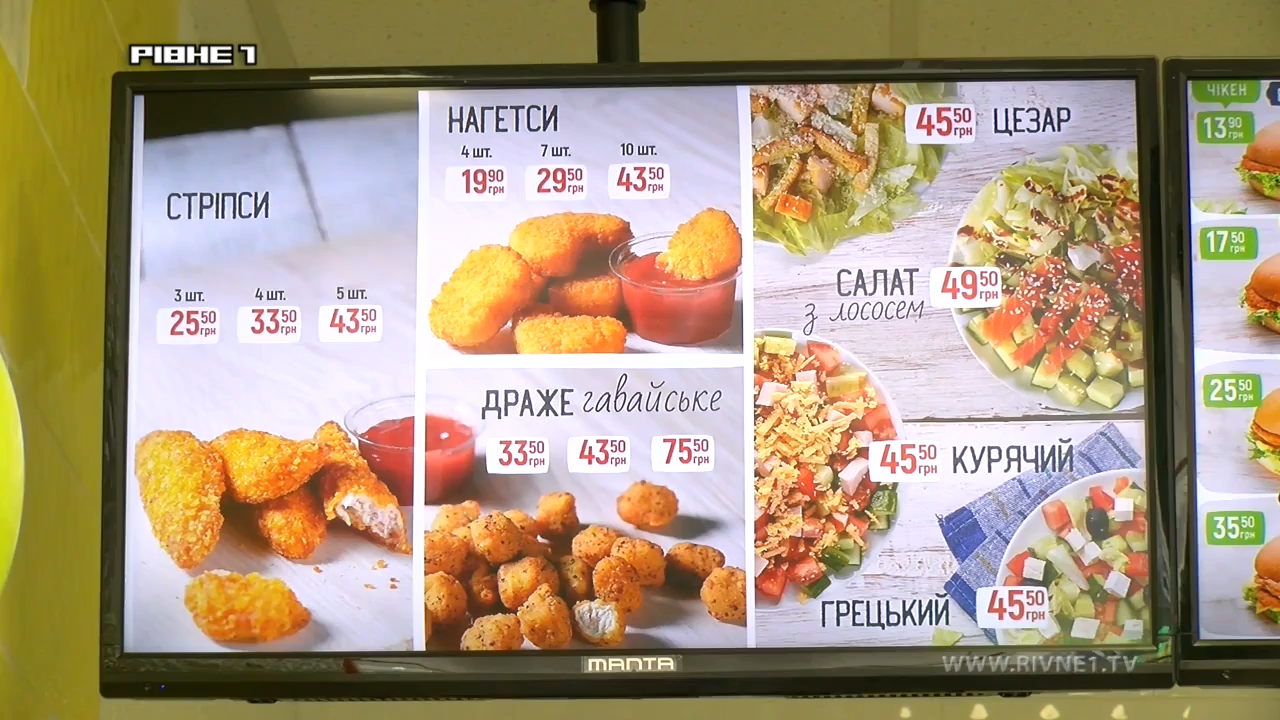 РІВНЕ 1
СТРІПСИ
3 шт. 4 шт. 5 шт.
25 50 грн 33 50 грн 43 50 грн
НАГЕТСИ
4 шт. 7 шт. 10 шт.
19 90 грн 29 50 грн 43 50 грн
ДРАЖЕ гавайське
33 50 грн 43 50 грн 75 50 грн
45 50 грн ЦЕЗАР
САЛАТ 49 50 грн
з лососем
45 50 грн КУРЯЧИЙ
ГРЕЦЬКИЙ 45 50 грн
ЧІКЕН
13 90 грн
17 50 грн
25 50 грн
35 50 грн
MANTA
WWW.RIVNE1.TV